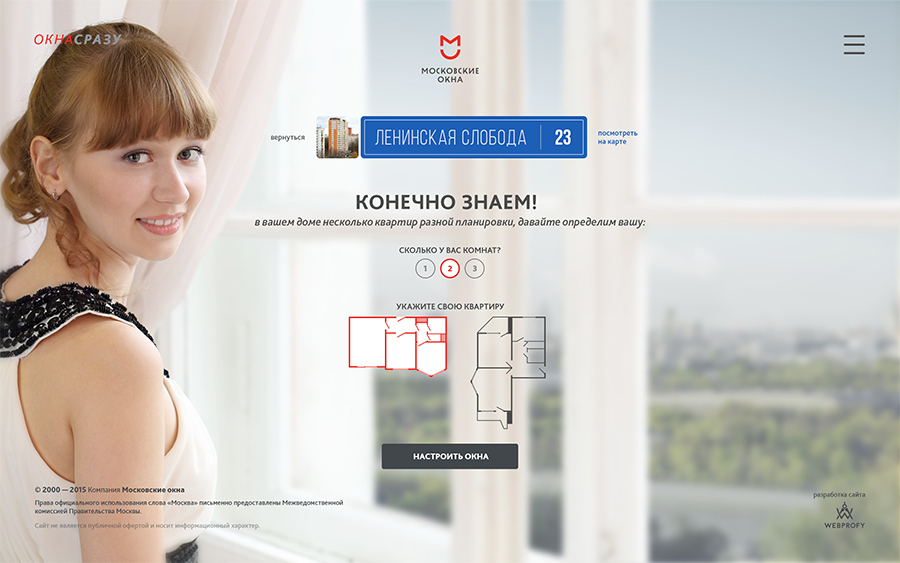 ОКНАСРАЗУ
МОСКОВСКИЕ
ОКНА
вернуться
ЛЕНИНСКАЯ СЛОБОДА 23
посмотреть
на карте
КОНЕЧНО ЗНАЕМ!
в вашем доме несколько квартир разной планировки, давайте определим вашу:
СКОЛЬКО У ВАС КОМНАТ?
1 2 3
УКАЖИТЕ СВОЮ КВАРТИРУ
НАСТРОИТЬ ОКНА
© 2000 — 2015 Компания Московские окна
Права официального использования слова «Москва» письменно предоставлены Межведомственной
комиссией Правительства Москвы.
Сайт не является публичной офертой и носит информационный характер.
разработка сайта
WEBPROFY